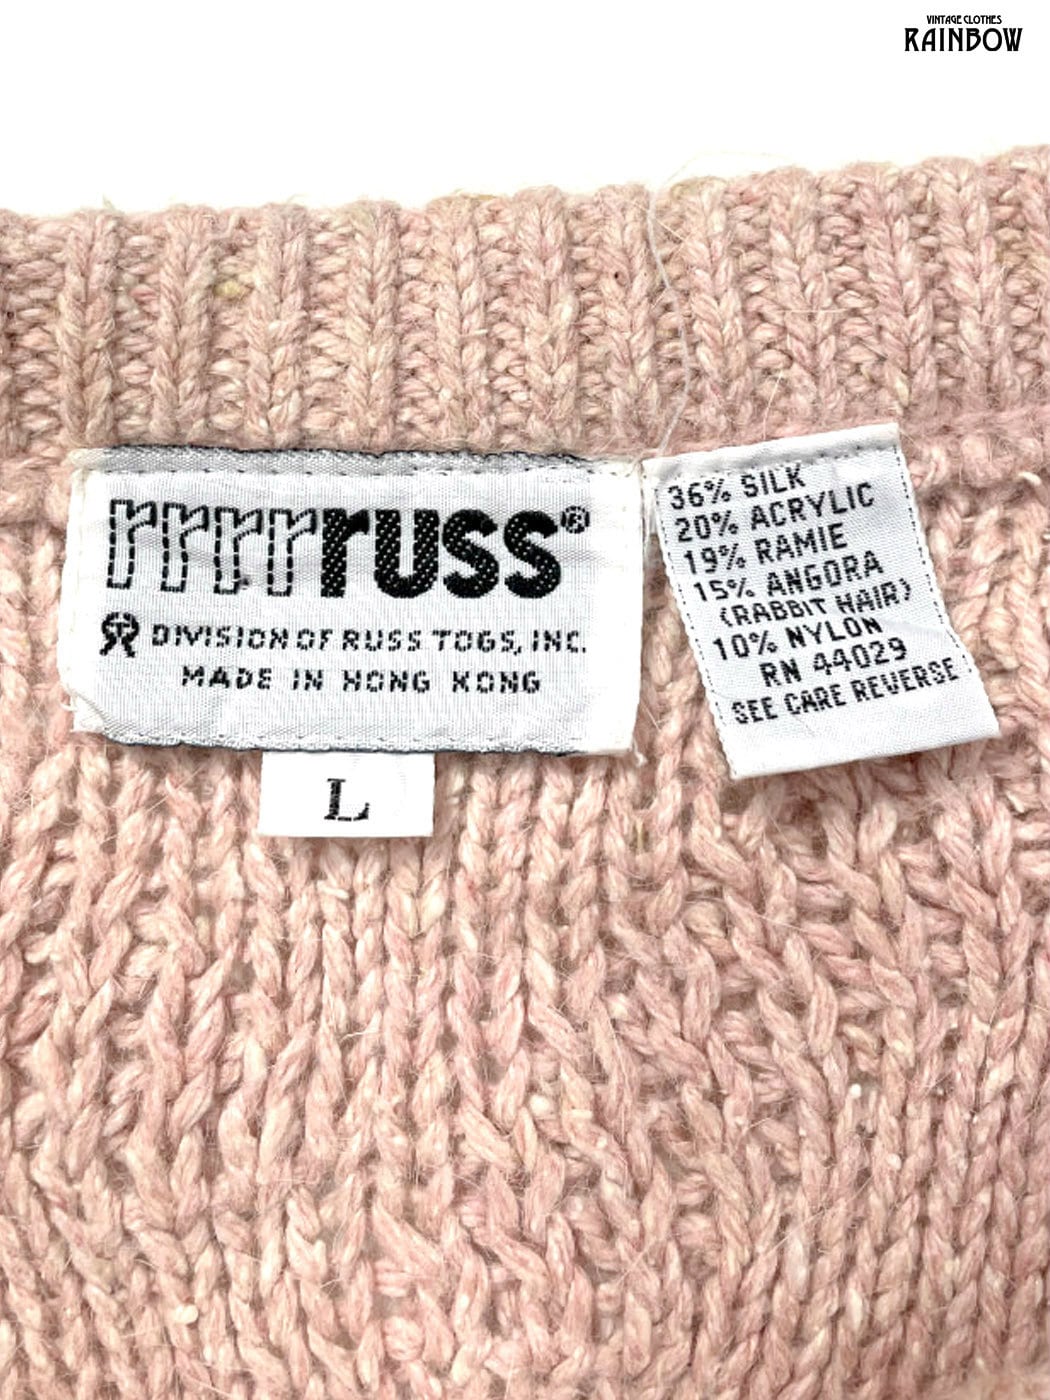 VINTAGE CLOTHES
RAINBOW
rrrrruss®
DIVISION OF RUSS TOGS, INC.
MADE IN HONG KONG
L
36% SILK
20% ACRYLIC
19% RAMIE
15% ANGORA
(RABBIT HAIR)
10% NYLON
RN 44029
SEE CARE REVERSE